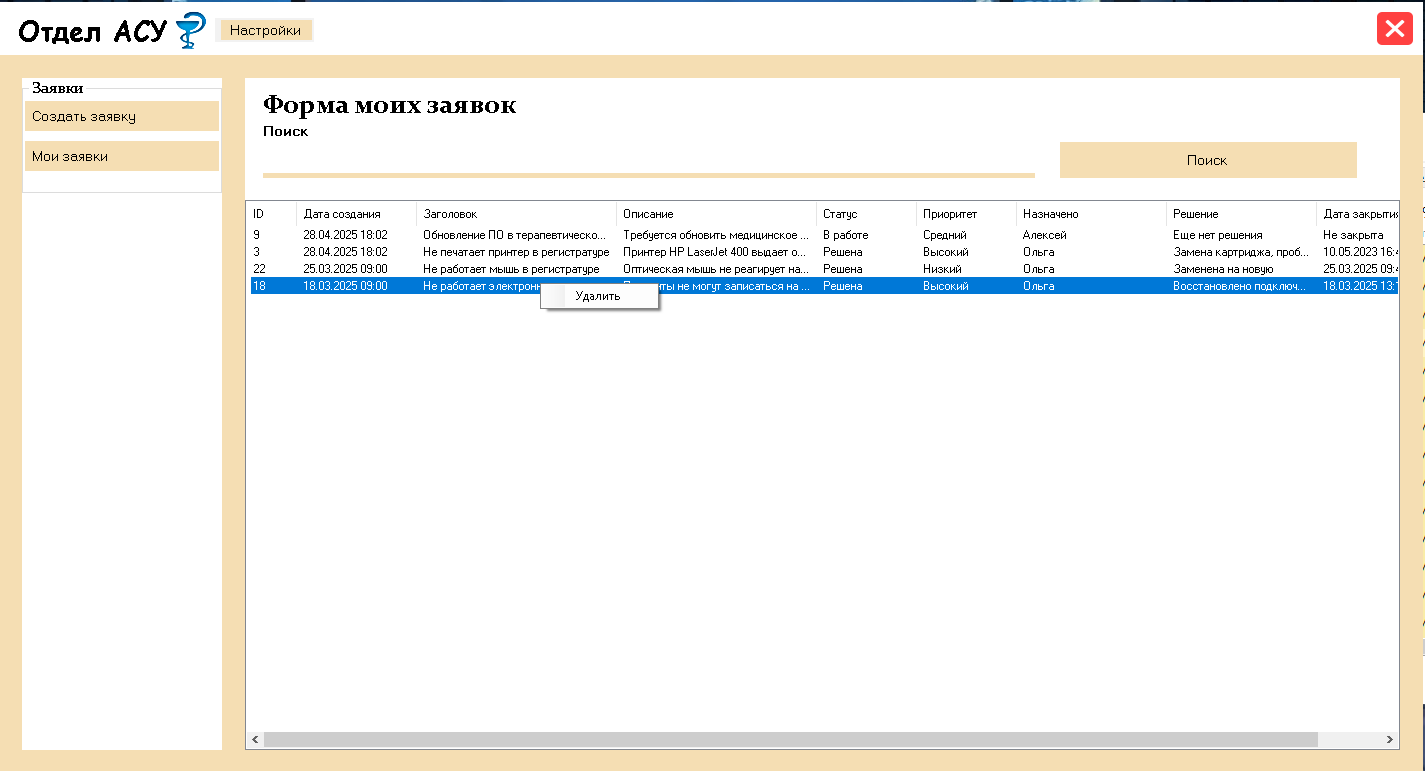 Отдел АСУ
Настройки
Заявки
Создать заявку
Мои заявки
Форма моих заявок
Поиск
Поиск
ID Дата создания Заголовок Описание Статус Приоритет Назначено Решение Дата закрытия
9 28.04.2025 18:02 Обновление ПО в терапевтическо... Требуется обновить медицинское ... В работе Средний Алексей Еще нет решения Не закрыта
3 28.04.2025 18:02 Не печатает принтер в регистратуре Принтер HP LaserJet 400 выдает о... Решена Высокий Ольга Замена картриджа, проб... 10.05.2023 16:
22 25.03.2025 09:00 Не работает мышь в регистратуре Оптическая мышь не реагирует на... Решена Низкий Ольга Заменена на новую 25.03.2025 09:
18 18.03.2025 09:00 Не работает электронн ты не могут записаться на ... Решена Высокий Ольга Восстановлено подключ... 18.03.2025 13:
Удалить